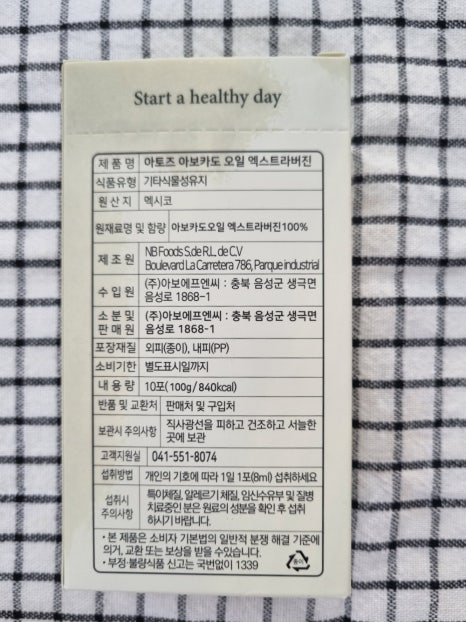 Start a healthy day
제 품 명 아토즈 아보카도 오일 엑스트라버진
식품유형 기타식물성유지
원 산 지 멕시코
원재료명 및 함량 아보카도오일 엑스트라버진100%
제 조 원 NB Foods S.de R.L. de C.V
Boulevard La Carretera 786, Parque industrial
수 입 원 (주)아보에프엔씨 : 충북 음성군 생극면
음성로 1868-1
소 분 및 판 매 원 (주)아보에프엔씨 : 충북 음성군 생극면
음성로 1868-1
포장재질 외피(종이), 내피(PP)
소비기한 별도표시일까지
내 용 량 10포(100g/840kcal)
반품 및 교환처 판매처 및 구입처
보관시 주의사항 직사광선을 피하고 건조하고 서늘한
곳에 보관
고객지원실 041-551-8074
섭취방법 개인의 기호에 따라 1일 1포(8ml) 섭취하세요
섭취시 주의사항 특이체질, 알레르기 체질, 임산수유부 및 질병
치료중인 분은 원료의 성분을 확인 후 섭취
하시기 바랍니다.
• 본 제품은 소비자 기본법의 일반적 분쟁 해결 기준에
의거, 교환 또는 보상을 받을 수있습니다.
• 부정·불량식품 신고는 국번없이 1339
종이